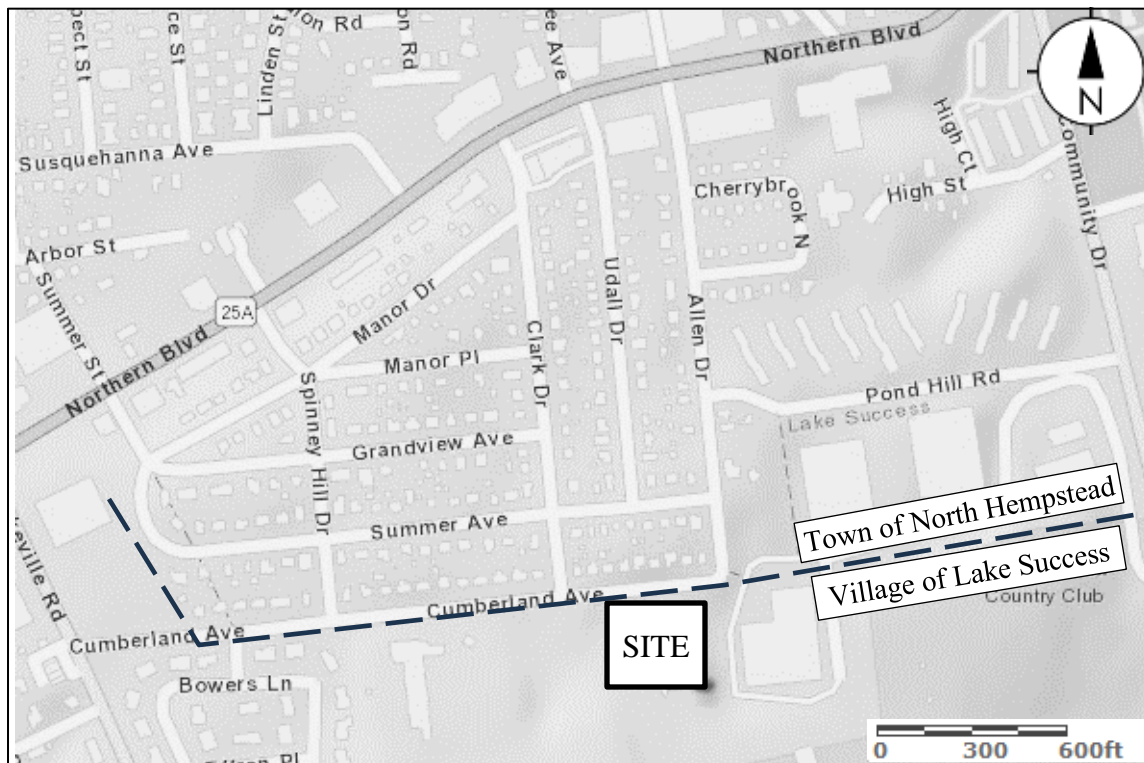 Linden St
Northern Blvd
N
Susquehanna Ave
High Ct
Community Dr
Cherrybrook N
High St
Arbor St
Summer St
25A
Manor Dr
Udall Dr
Allen Dr
Clark Dr
Manor Pl
Northern Blvd
Spinney Hill Dr
Pond Hill Rd
Lake Success
Grandview Ave
Summer Ave
Town of North Hempstead
Village of Lake Success
Country Club
Cumberland Ave
Cumberland Ave
SITE
keville Rd
Bowers Ln
0 300 600ft